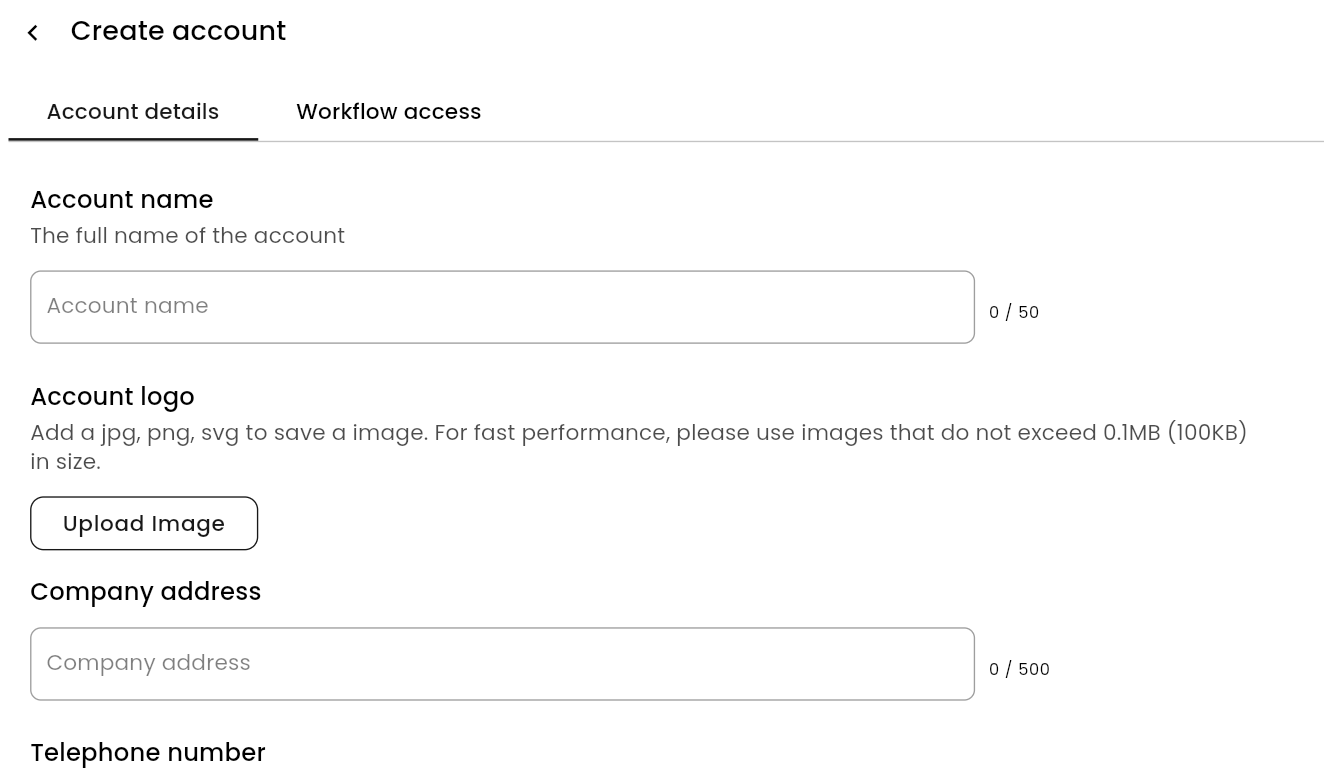 Create account
Account details Workflow access
Account name
The full name of the account
Account name
0 / 50
Account logo
Add a jpg, png, svg to save a image. For fast performance, please use images that do not exceed 0.1MB (100KB)
in size.
Upload Image
Company address
Company address
0 / 500
Telephone number